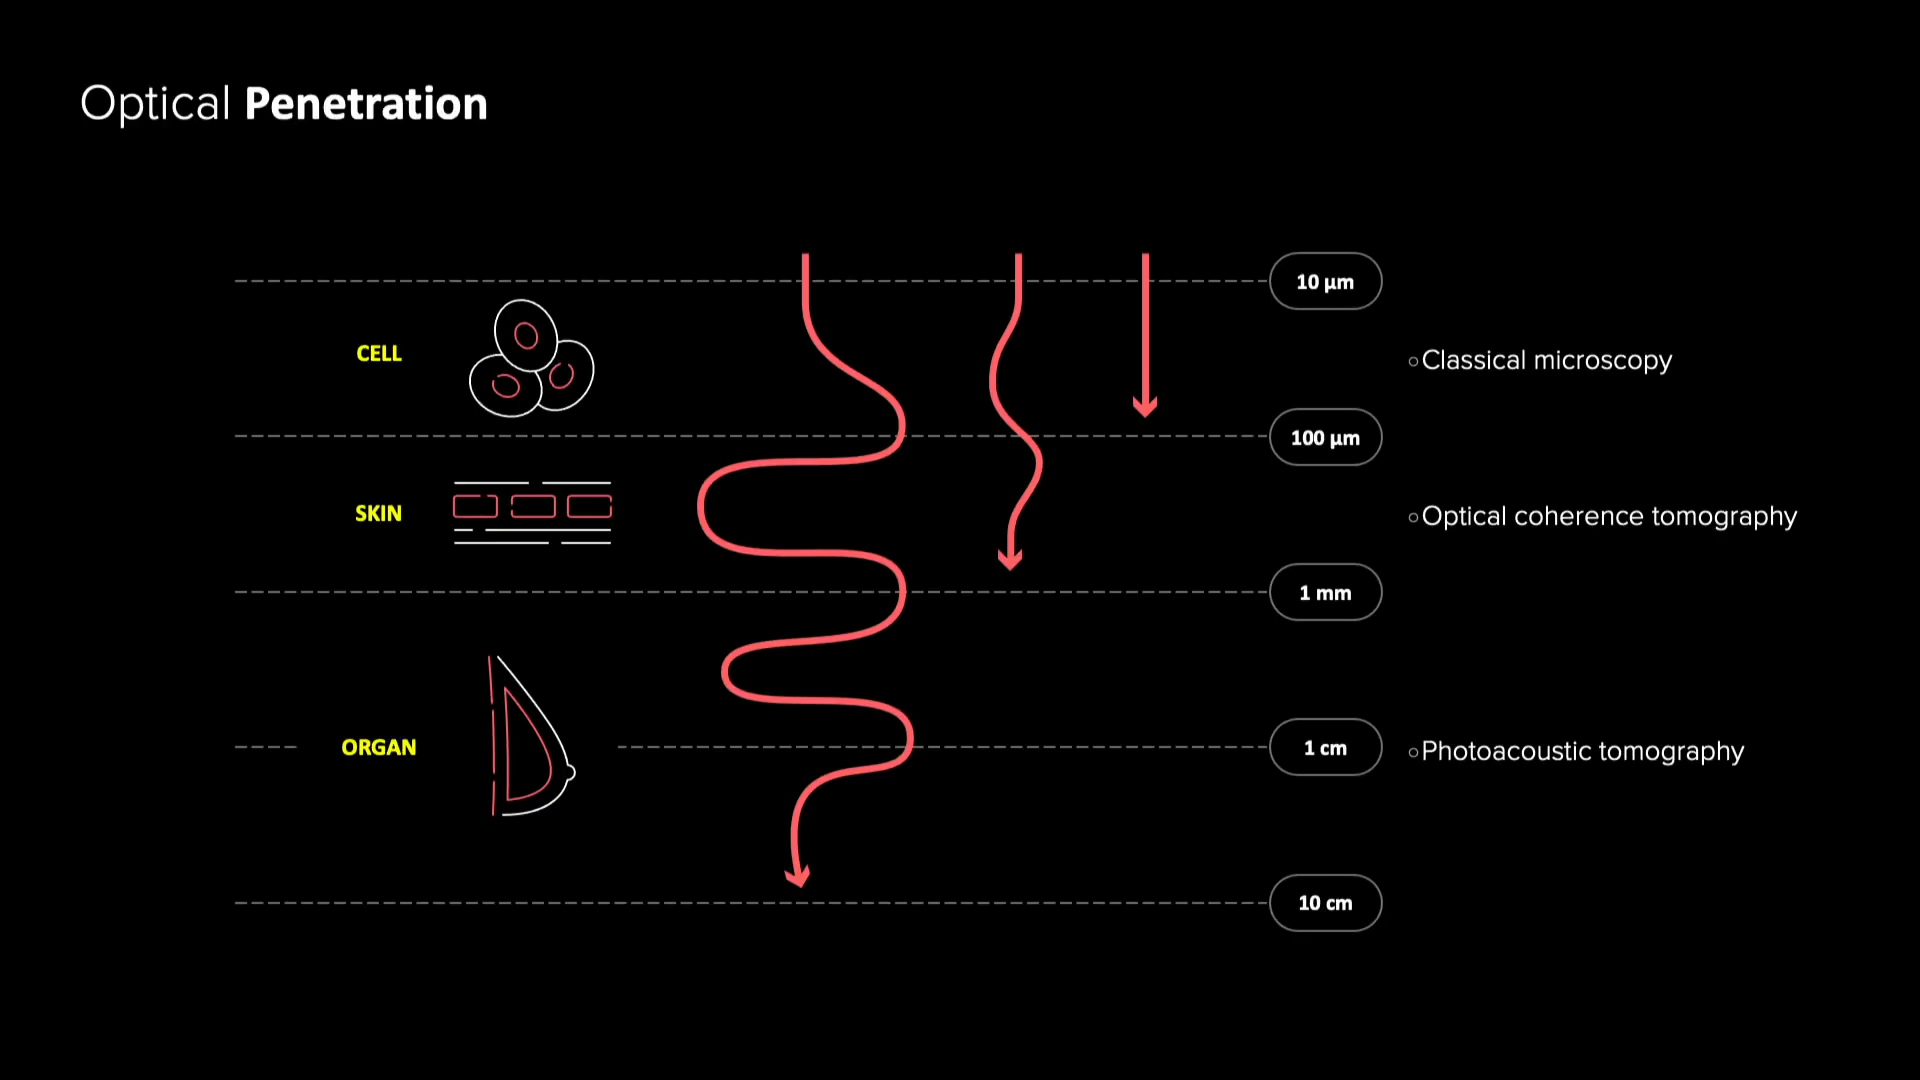 Optical Penetration
10 µm
CELL
Classical microscopy
100 µm
SKIN
Optical coherence tomography
1 mm
ORGAN
1 cm
Photoacoustic tomography
10 cm